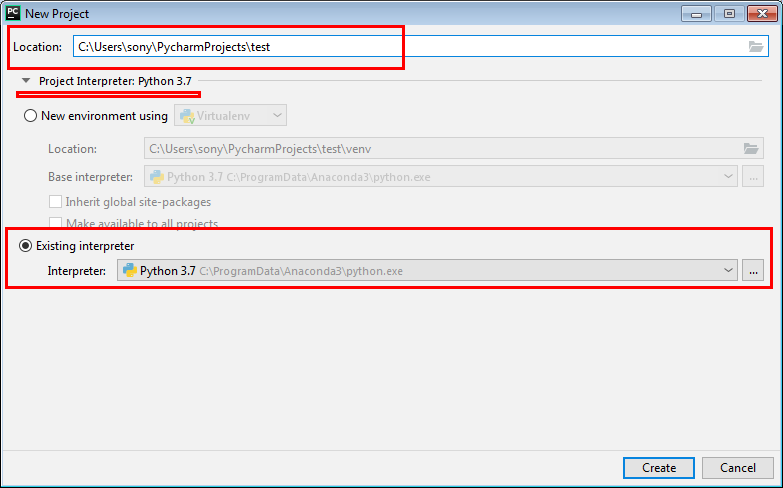 PC New Project
Location: C:\Users\sony\PycharmProjects\test
Project Interpreter: Python 3.7
New environment using Virtualenv
Location: C:\Users\sony\PycharmProjects\test\venv
Base interpreter: Python 3.7 C:\ProgramData\Anaconda3\python.exe ...
Inherit global site-packages
Make available to all projects
Existing interpreter
Interpreter: Python 3.7 C:\ProgramData\Anaconda3\python.exe ...
Create Cancel